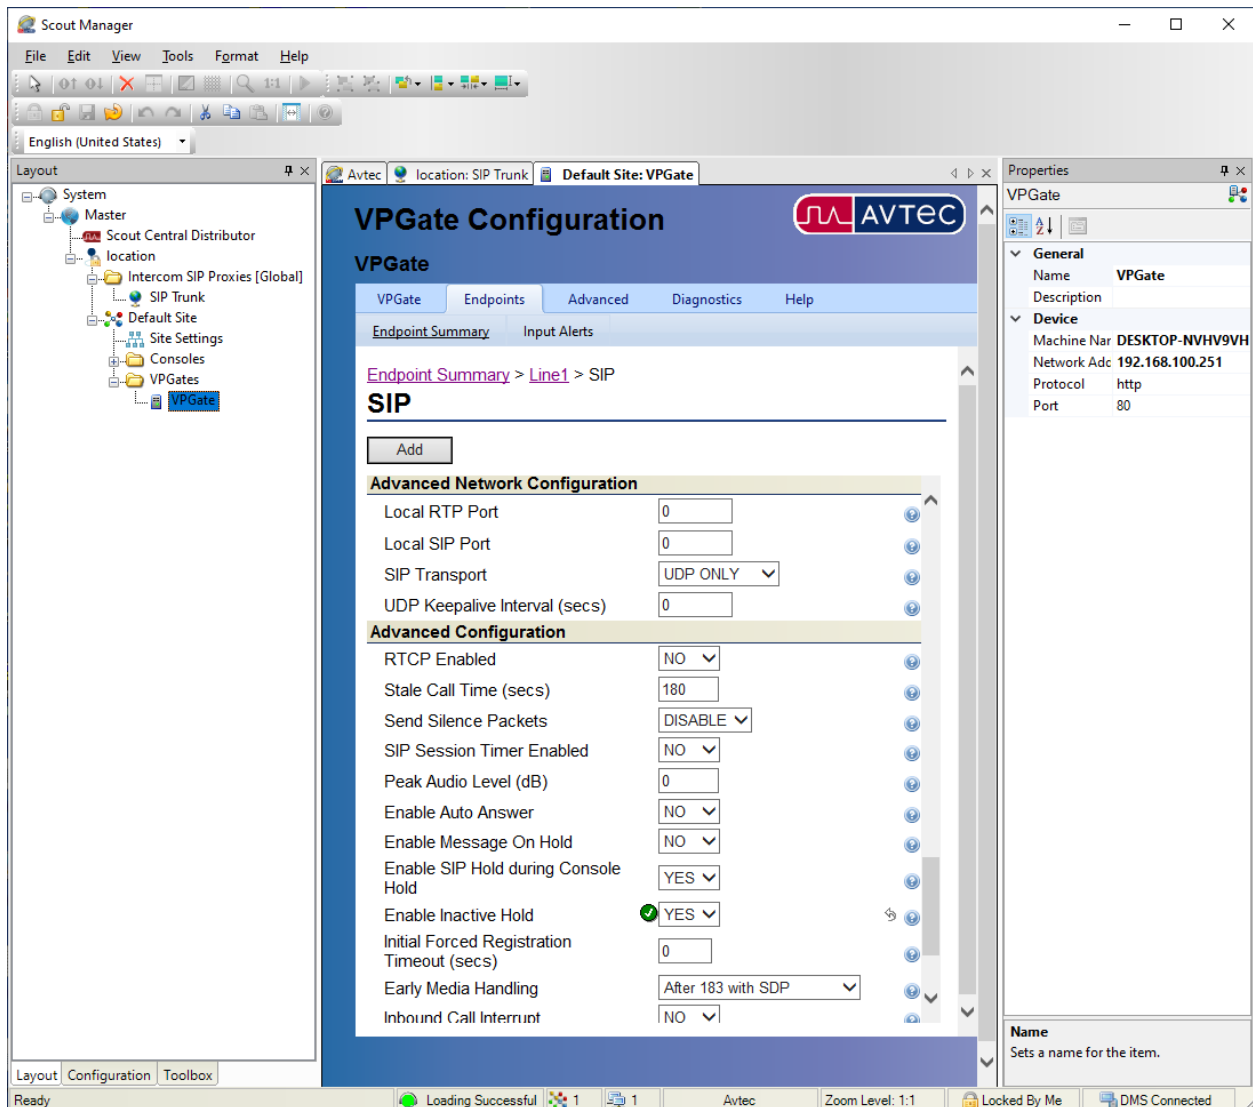 Scout Manager
File Edit View Tools Format Help
1:1
English (United States)
Layout
System
Master
Scout Central Distributor
location
Intercom SIP Proxies [Global]
SIP Trunk
Default Site
Site Settings
Consoles
VPGates
VPGate
Layout Configuration Toolbox
Avtec location: SIP Trunk Default Site: VPGate
VPGate Configuration
AVTEC
VPGate
VPGate Endpoints Advanced Diagnostics Help
Endpoint Summary Input Alerts
Endpoint Summary > Line1 > SIP
SIP
Add
Advanced Network Configuration
Local RTP Port 0
Local SIP Port 0
SIP Transport UDP ONLY
UDP Keepalive Interval (secs) 0
Advanced Configuration
RTCP Enabled NO
Stale Call Time (secs) 180
Send Silence Packets DISABLE
SIP Session Timer Enabled NO
Peak Audio Level (dB) 0
Enable Auto Answer NO
Enable Message On Hold NO
Enable SIP Hold during Console
Hold YES
Enable Inactive Hold YES
Initial Forced Registration
Timeout (secs) 0
Early Media Handling After 183 with SDP
Inbound Call Interrupt NO
Properties
VPGate
General
Name VPGate
Description
Device
Machine Nar DESKTOP-NVHV9VH
Network Adc 192.168.100.251
Protocol http
Port 80
Name
Sets a name for the item.
Ready Loading Successful 1 1 Avtec Zoom Level: 1:1 Locked By Me DMS Connected